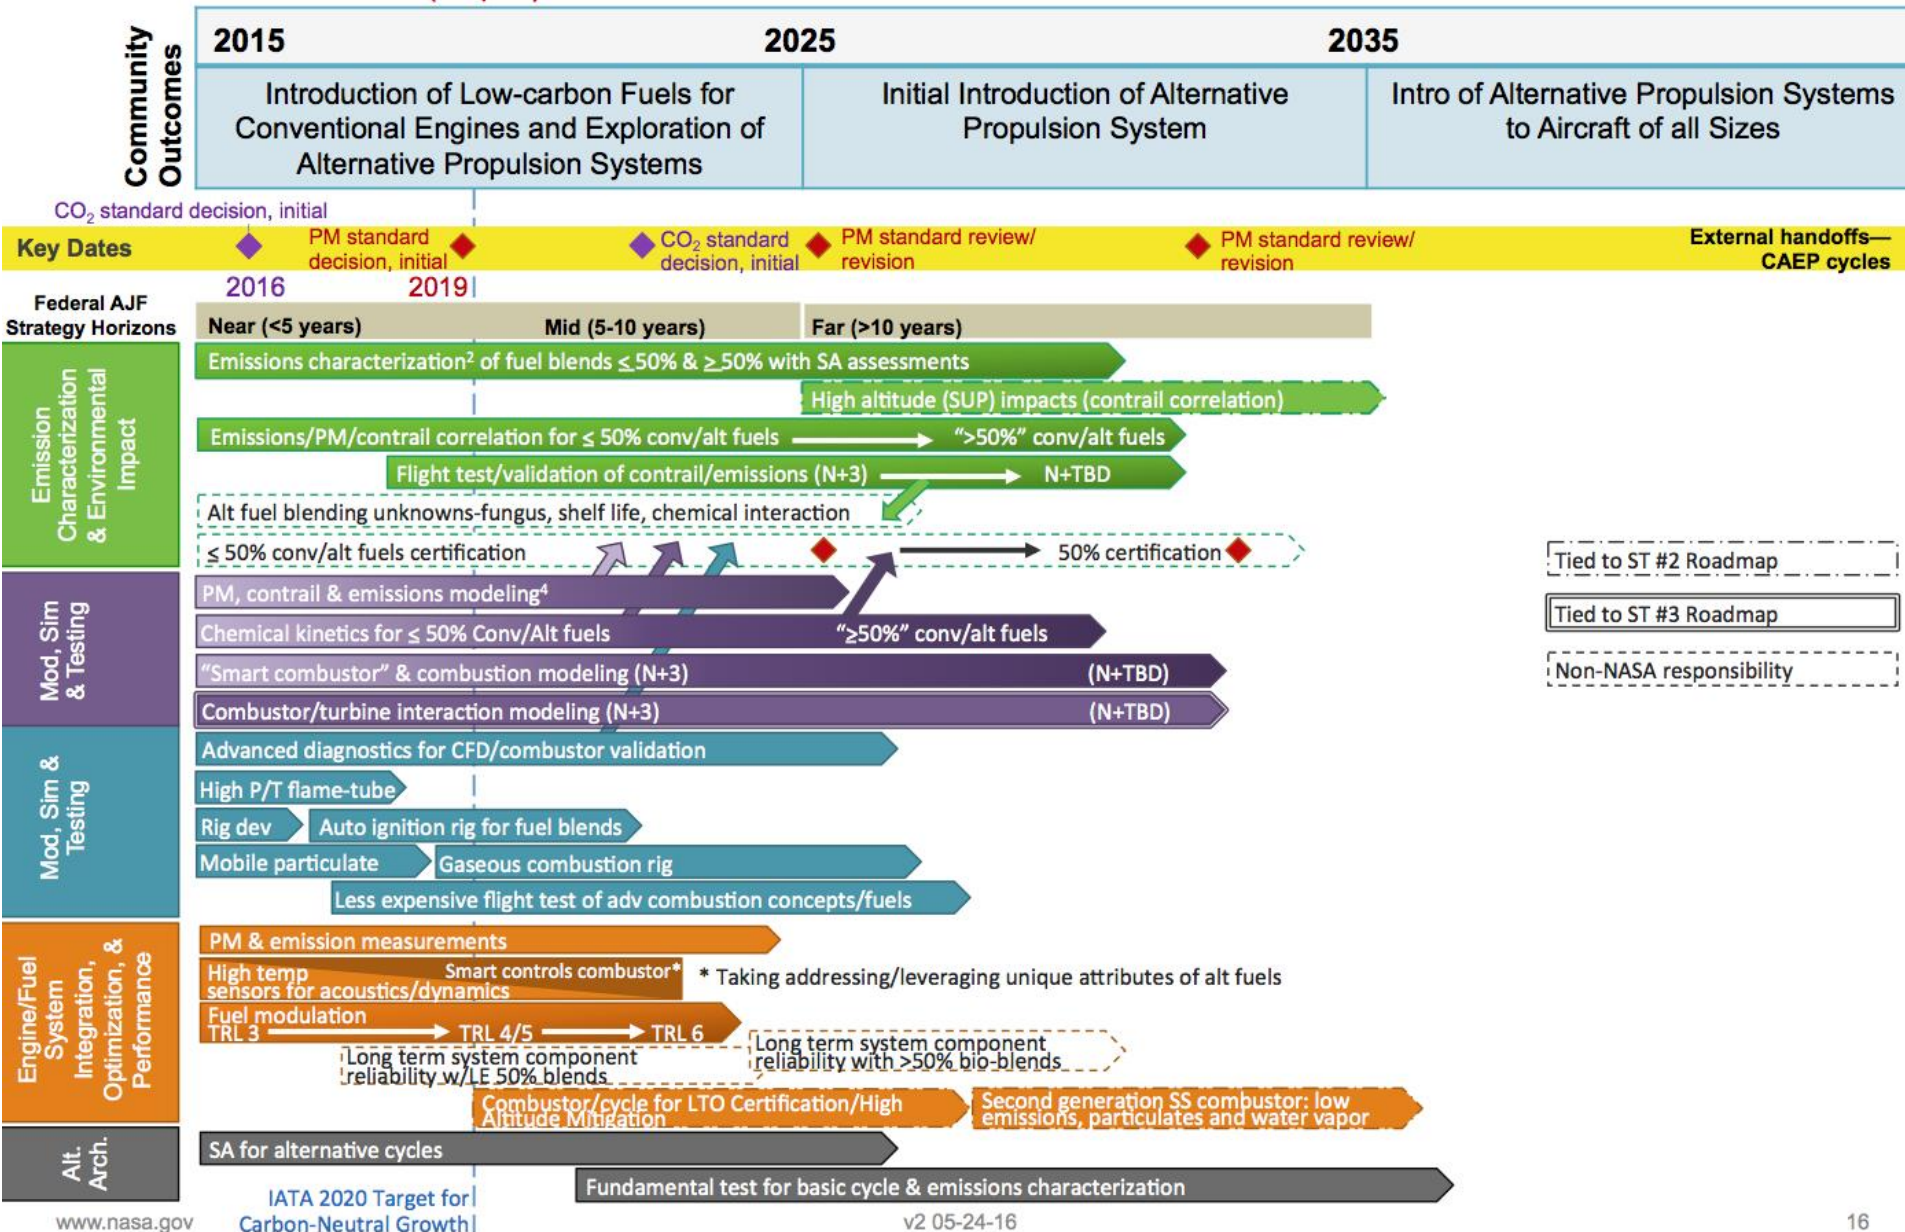 Community
Outcomes
2015
2025
2035
Introduction of Low-carbon Fuels for
Conventional Engines and Exploration of
Alternative Propulsion Systems
Initial Introduction of Alternative
Propulsion System
Intro of Alternative Propulsion Systems
to Aircraft of all Sizes
CO₂ standard decision, initial
Key Dates
PM standard
decision, initial
CO₂ standard
decision, initial
PM standard review/
revision
PM standard review/
revision
External handoffs—
CAEP cycles
2016
2019
Federal AJF
Strategy Horizons
Near (<5 years)
Mid (5-10 years)
Far (>10 years)
Emission
Characterization
& Environmental
Impact
Emissions characterization² of fuel blends ≤50% & ≥50% with SA assessments
High altitude (SUP) impacts (contrail correlation)
Emissions/PM/contrail correlation for ≤ 50% conv/alt fuels
“>50%” conv/alt fuels
Flight test/validation of contrail/emissions (N+3)
N+TBD
Alt fuel blending unknowns-fungus, shelf life, chemical interaction
≤ 50% conv/alt fuels certification
50% certification
Tied to ST #2 Roadmap
Tied to ST #3 Roadmap
Non-NASA responsibility
Mod, Sim
& Testing
PM, contrail & emissions modeling⁴
Chemical kinetics for ≤ 50% Conv/Alt fuels
“≥50%” conv/alt fuels
“Smart combustor” & combustion modeling (N+3)
(N+TBD)
Combustor/turbine interaction modeling (N+3)
(N+TBD)
Mod, Sim &
Testing
Advanced diagnostics for CFD/combustor validation
High P/T flame-tube
Rig dev
Auto ignition rig for fuel blends
Mobile particulate
Gaseous combustion rig
Less expensive flight test of adv combustion concepts/fuels
Engine/Fuel
System
Integration,
Optimization, &
Performance
PM & emission measurements
High temp
sensors for acoustics/dynamics
Smart controls combustor*
* Taking addressing/leveraging unique attributes of alt fuels
Fuel modulation
TRL 3
TRL 4/5
TRL 6
Long term system component
reliability w/LE 50% blends
Long term system component
reliability with >50% bio-blends
Combustor/cycle for LTO Certification/High
Altitude Mitigation
Second generation SS combustor: low
emissions, particulates and water vapor
Alt.
Arch.
SA for alternative cycles
Fundamental test for basic cycle & emissions characterization
IATA 2020 Target for
Carbon-Neutral Growth
www.nasa.gov
v2 05-24-16
16